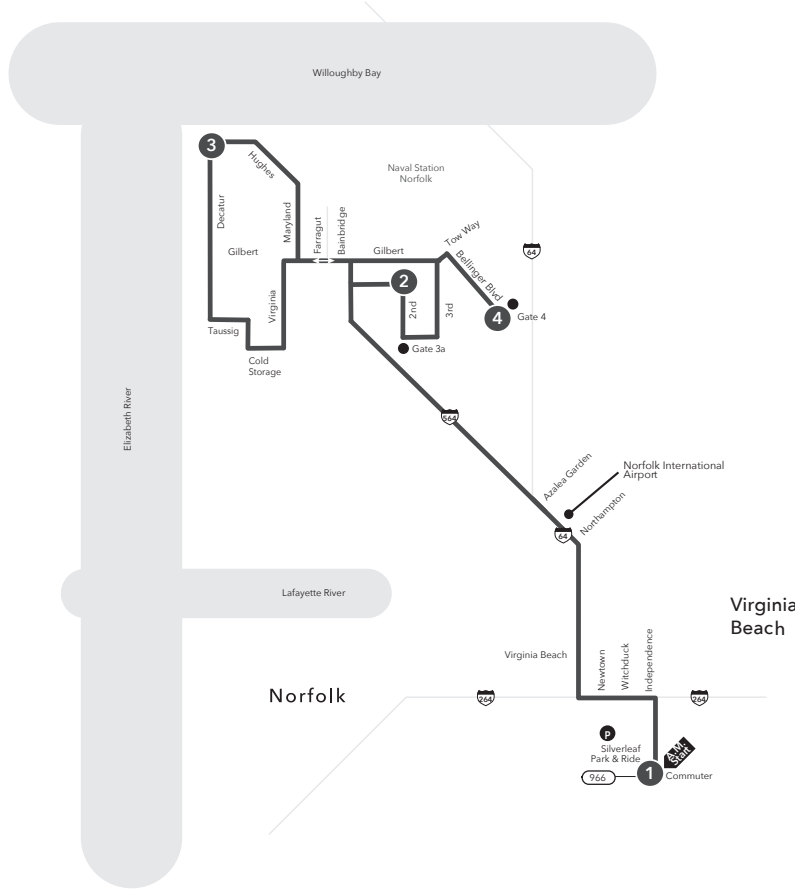 Willoughby Bay
3
Hughes
Naval Station
Norfolk
Decatur
Maryland
Farragut
Bainbridge
Gilbert
Gilbert
Tow Way
64
Bellinger Blvd
2
Virginia
2nd
3rd
4
Gate 4
Taussig
Gate 3a
Cold
Storage
Elizabeth River
564
Azalea Garden
Norfolk International
Airport
Northampton
64
Lafayette River
Virginia
Beach
Virginia Beach
Newtown
Witchduck
Independence
Norfolk
264
264
P
Silverleaf
Park & Ride
A.M.
Start
966
1
Commuter